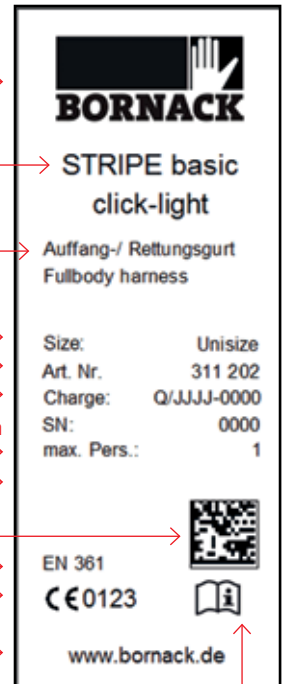 BORNACK
STRIPE basic
click-light
Auffang-/ Rettungsgurt
Fullbody harness
Size: Unisize
Art. Nr. 311 202
Charge: Q/JJJJ-0000
SN: 0000
max. Pers.: 1
EN 361
CE0123
www.bornack.de